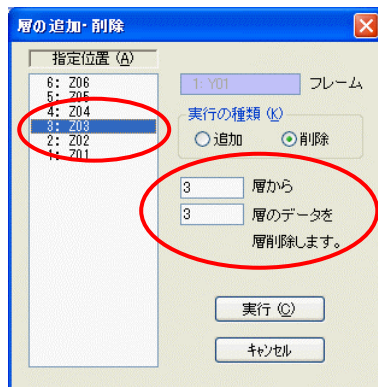 層の追加・削除
指定位置 (A)
6: Z06
5: Z05
4: Z04
3: Z03
2: Z02
1: Z01
1: Y01 フレーム
実行の種類 (K)
追加 削除
3 層から
3 層のデータを
層削除します。
実行 (C)
キャンセル